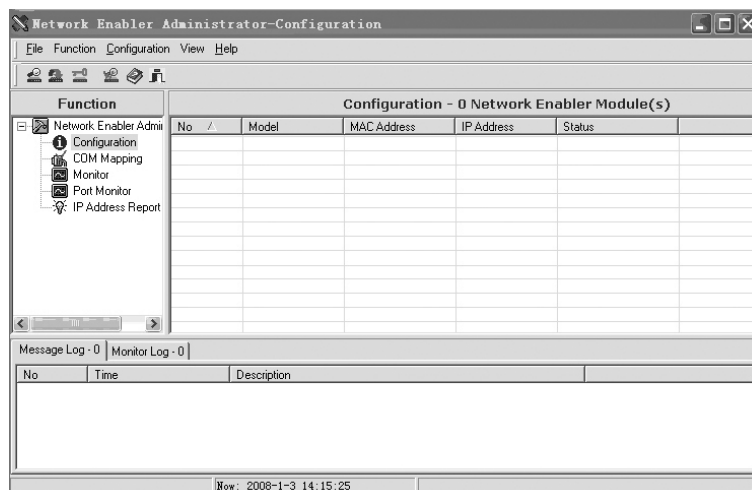 Network Enabler Administrator-Configuration
File Function Configuration View Help
Function
Configuration - 0 Network Enabler Module(s)
Network Enabler Admi
Configuration
COM Mapping
Monitor
Port Monitor
IP Address Report
No Model MAC Address IP Address Status
Message Log - 0 Monitor Log - 0
No Time Description
Now: 2008-1-3 14:15:25